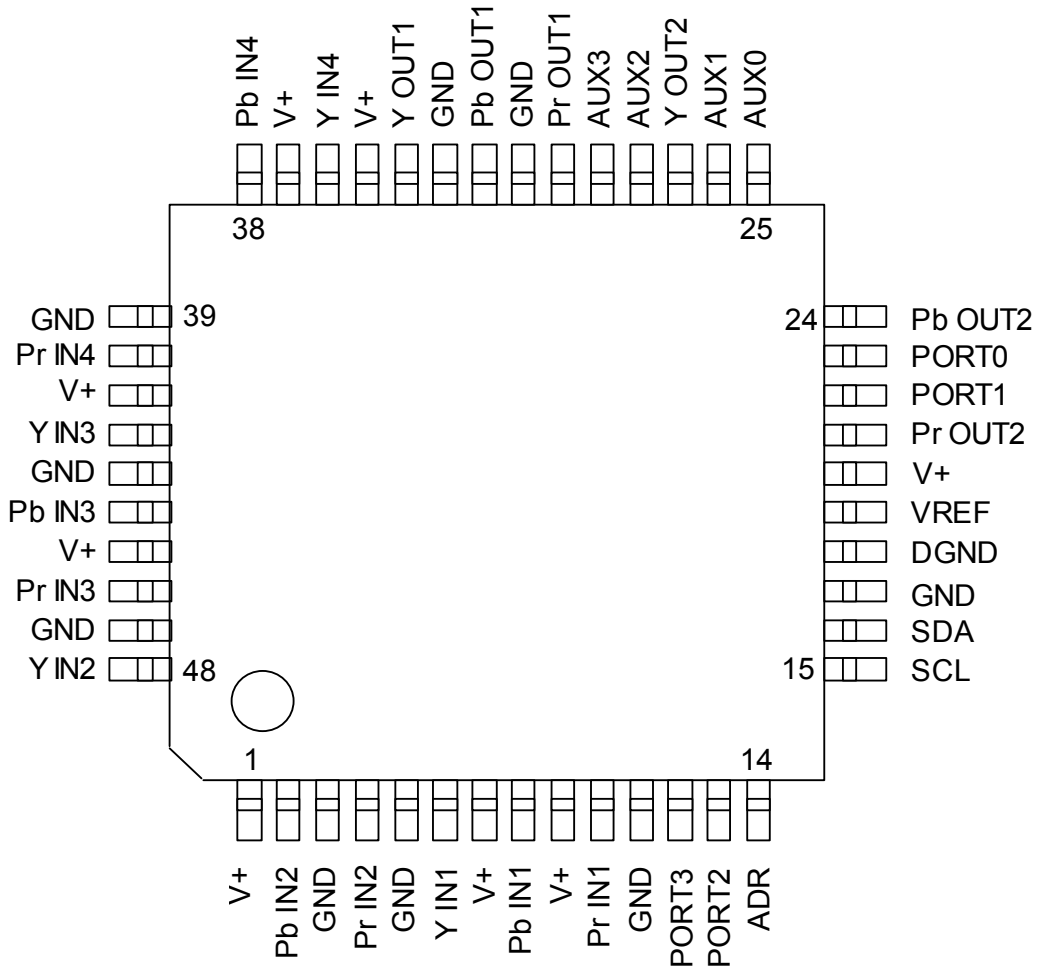 Pb IN4
V+
Y IN4
V+
Y OUT1
GND
Pb OUT1
GND
Pr OUT1
AUX3
AUX2
Y OUT2
AUX1
AUX0
38
25
GND
39
24
Pb OUT2
Pr IN4
PORT0
V+
PORT1
Y IN3
Pr OUT2
GND
V+
Pb IN3
VREF
V+
DGND
Pr IN3
GND
GND
SDA
Y IN2
48
15
SCL
1
14
V+
Pb IN2
GND
Pr IN2
GND
Y IN1
V+
Pb IN1
V+
Pr IN1
GND
PORT3
PORT2
ADR